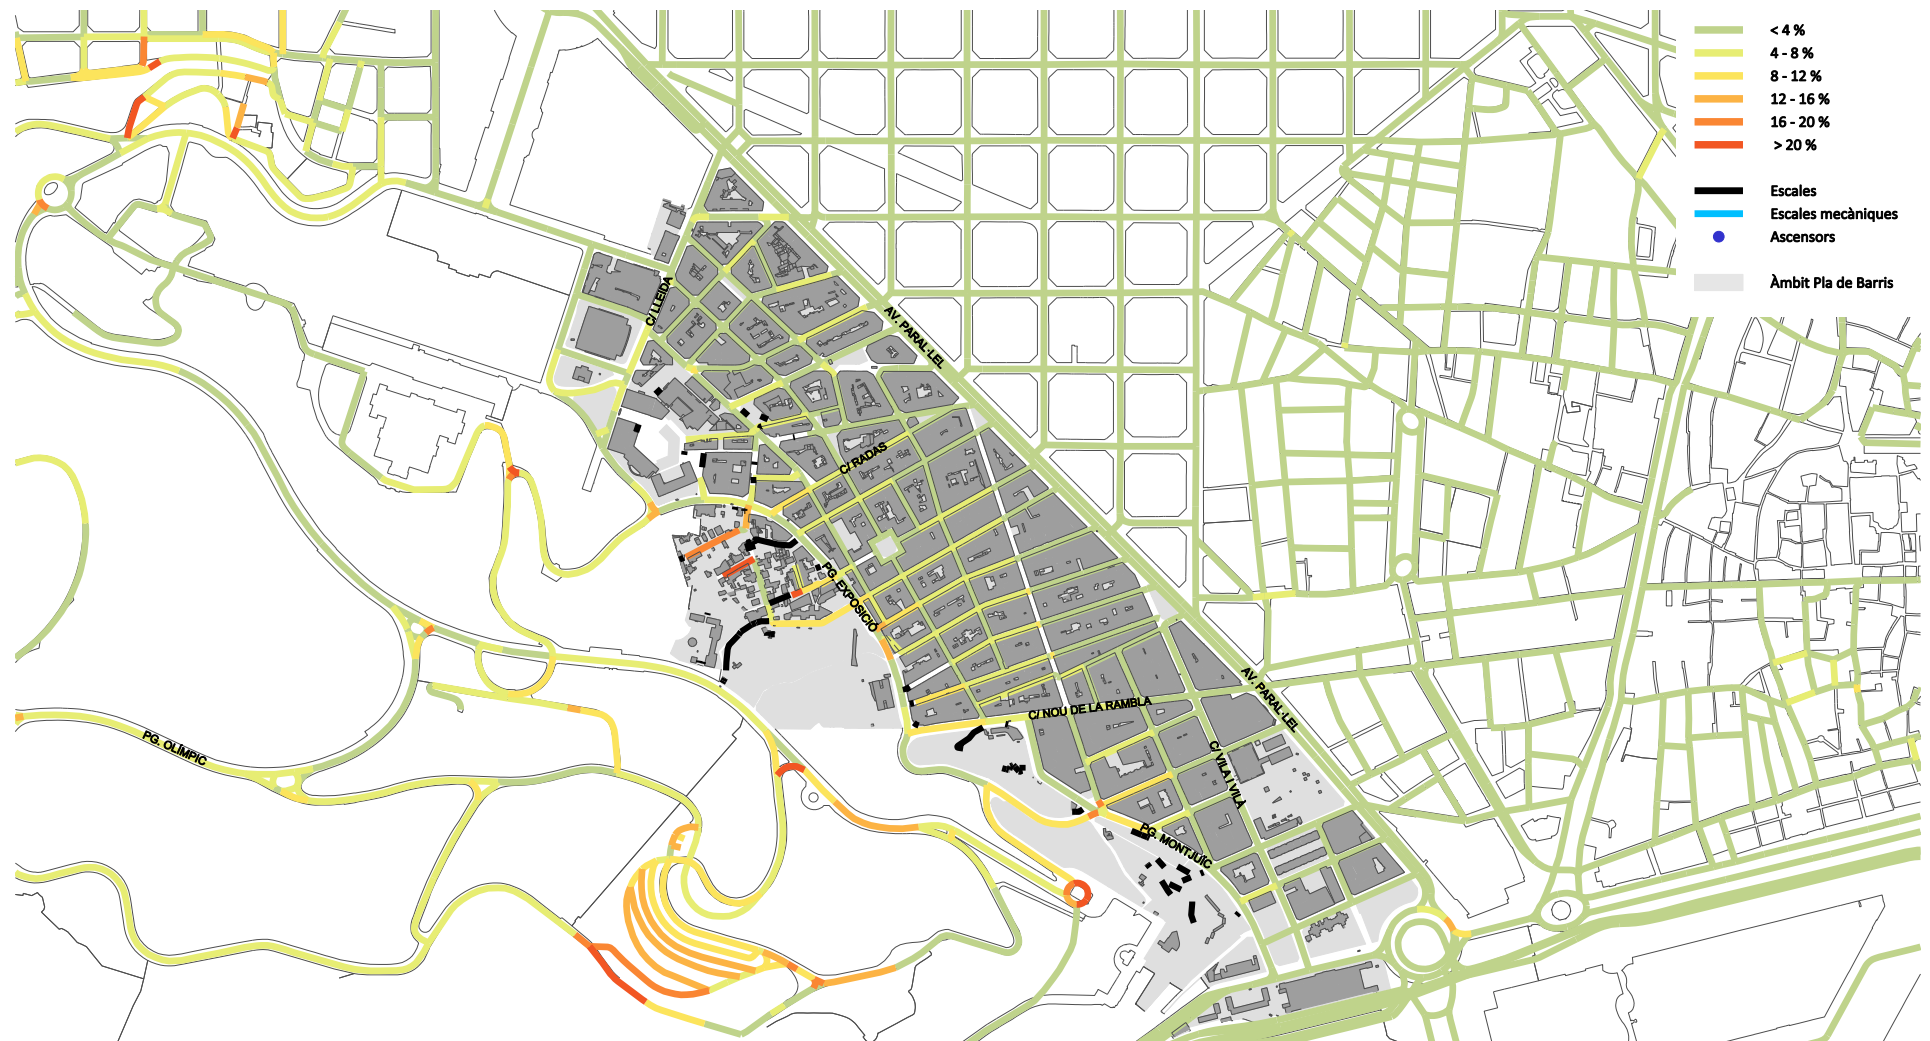 < 4 %
4 - 8 %
8 - 12 %
12 - 16 %
16 - 20 %
> 20 %
Escales
Escales mecàniques
Ascensors
Àmbit Pla de Barris
C/ LLEIDA
AV. PARAL·LEL
C/ RADAS
PG. EXPOSICIÓ
AV. PARAL·LEL
C/ NOU DE LA RAMBLA
PG. OLIMPIC
C/ VILA I VILÀ
PG. MONTJUÏC